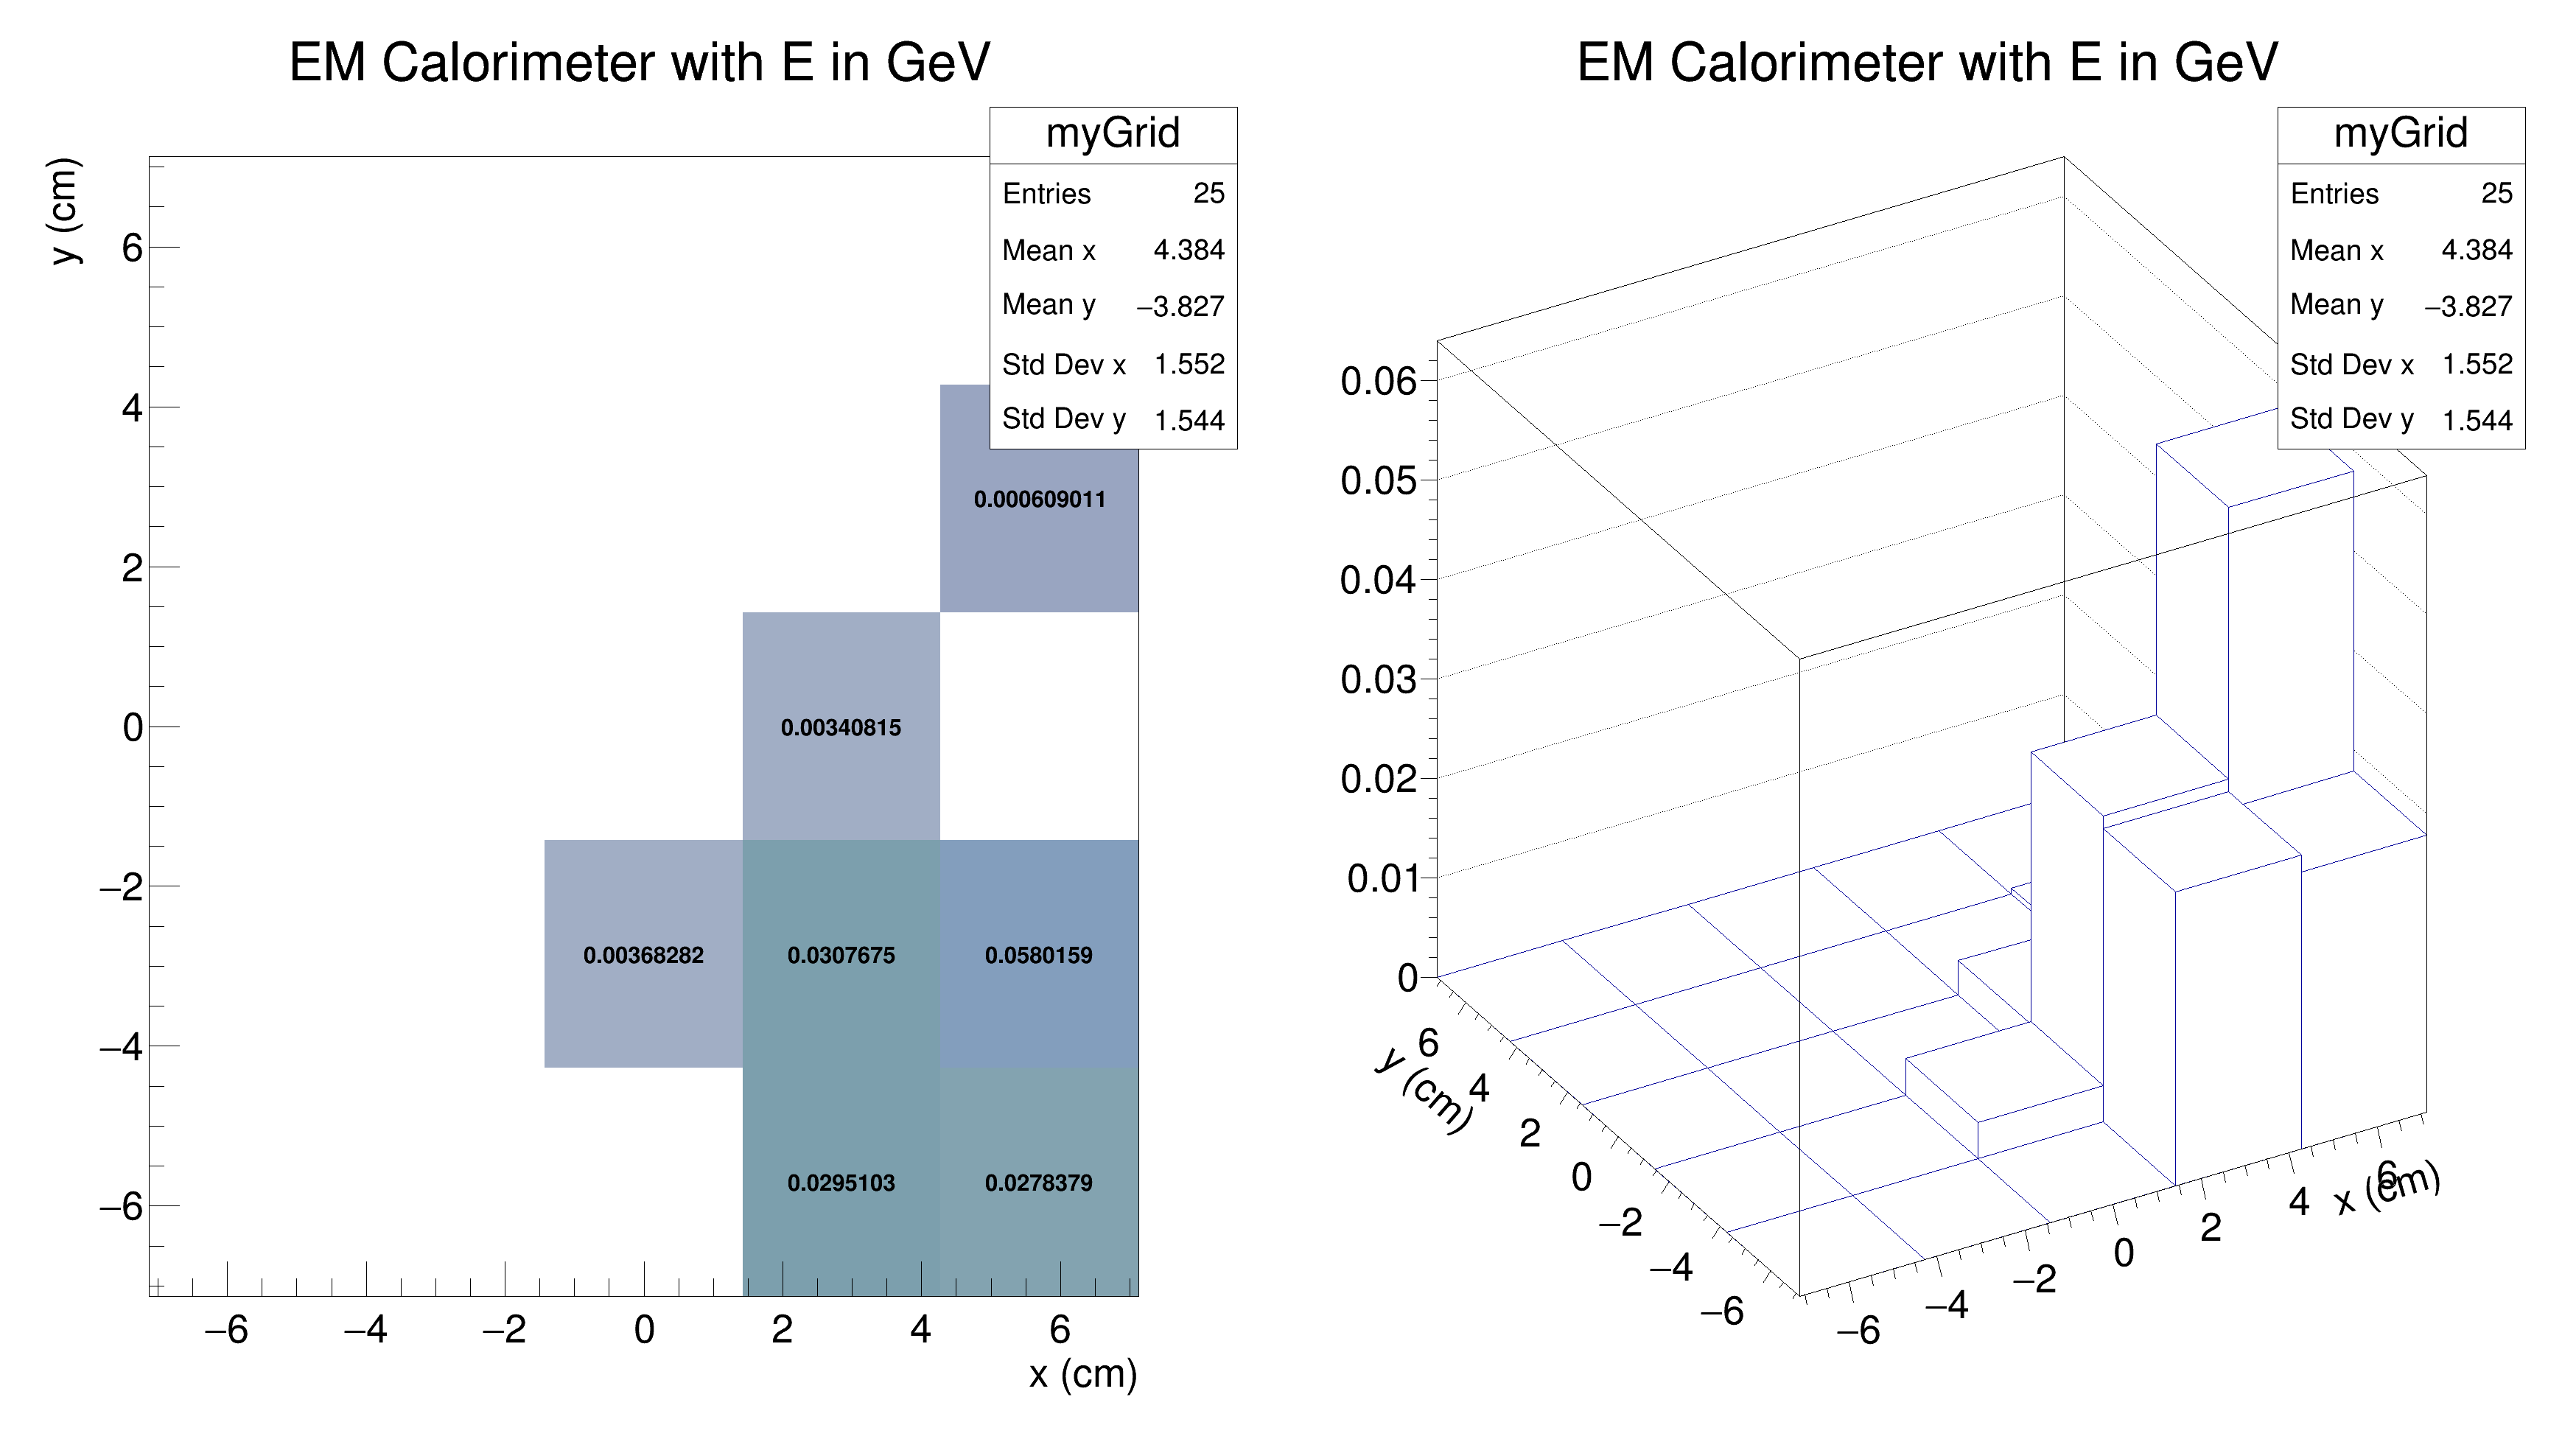 EM Calorimeter with E in GeV
myGrid
Entries 25
Mean x 4.384
Mean y −3.827
Std Dev x 1.552
Std Dev y 1.544
y (cm)
6
4
2
0
−2
−4
−6
0.000609011
0.00340815
0.00368282
0.0307675
0.0580159
0.0295103
0.0278379
−6 −4 −2 0 2 4 6
x (cm)
EM Calorimeter with E in GeV
myGrid
Entries 25
Mean x 4.384
Mean y −3.827
Std Dev x 1.552
Std Dev y 1.544
0.06
0.05
0.04
0.03
0.02
0.01
0
y (cm)
6
4
2
0
−2
−4
−6
−6
−4
−2
0
2
4
6
x (cm)